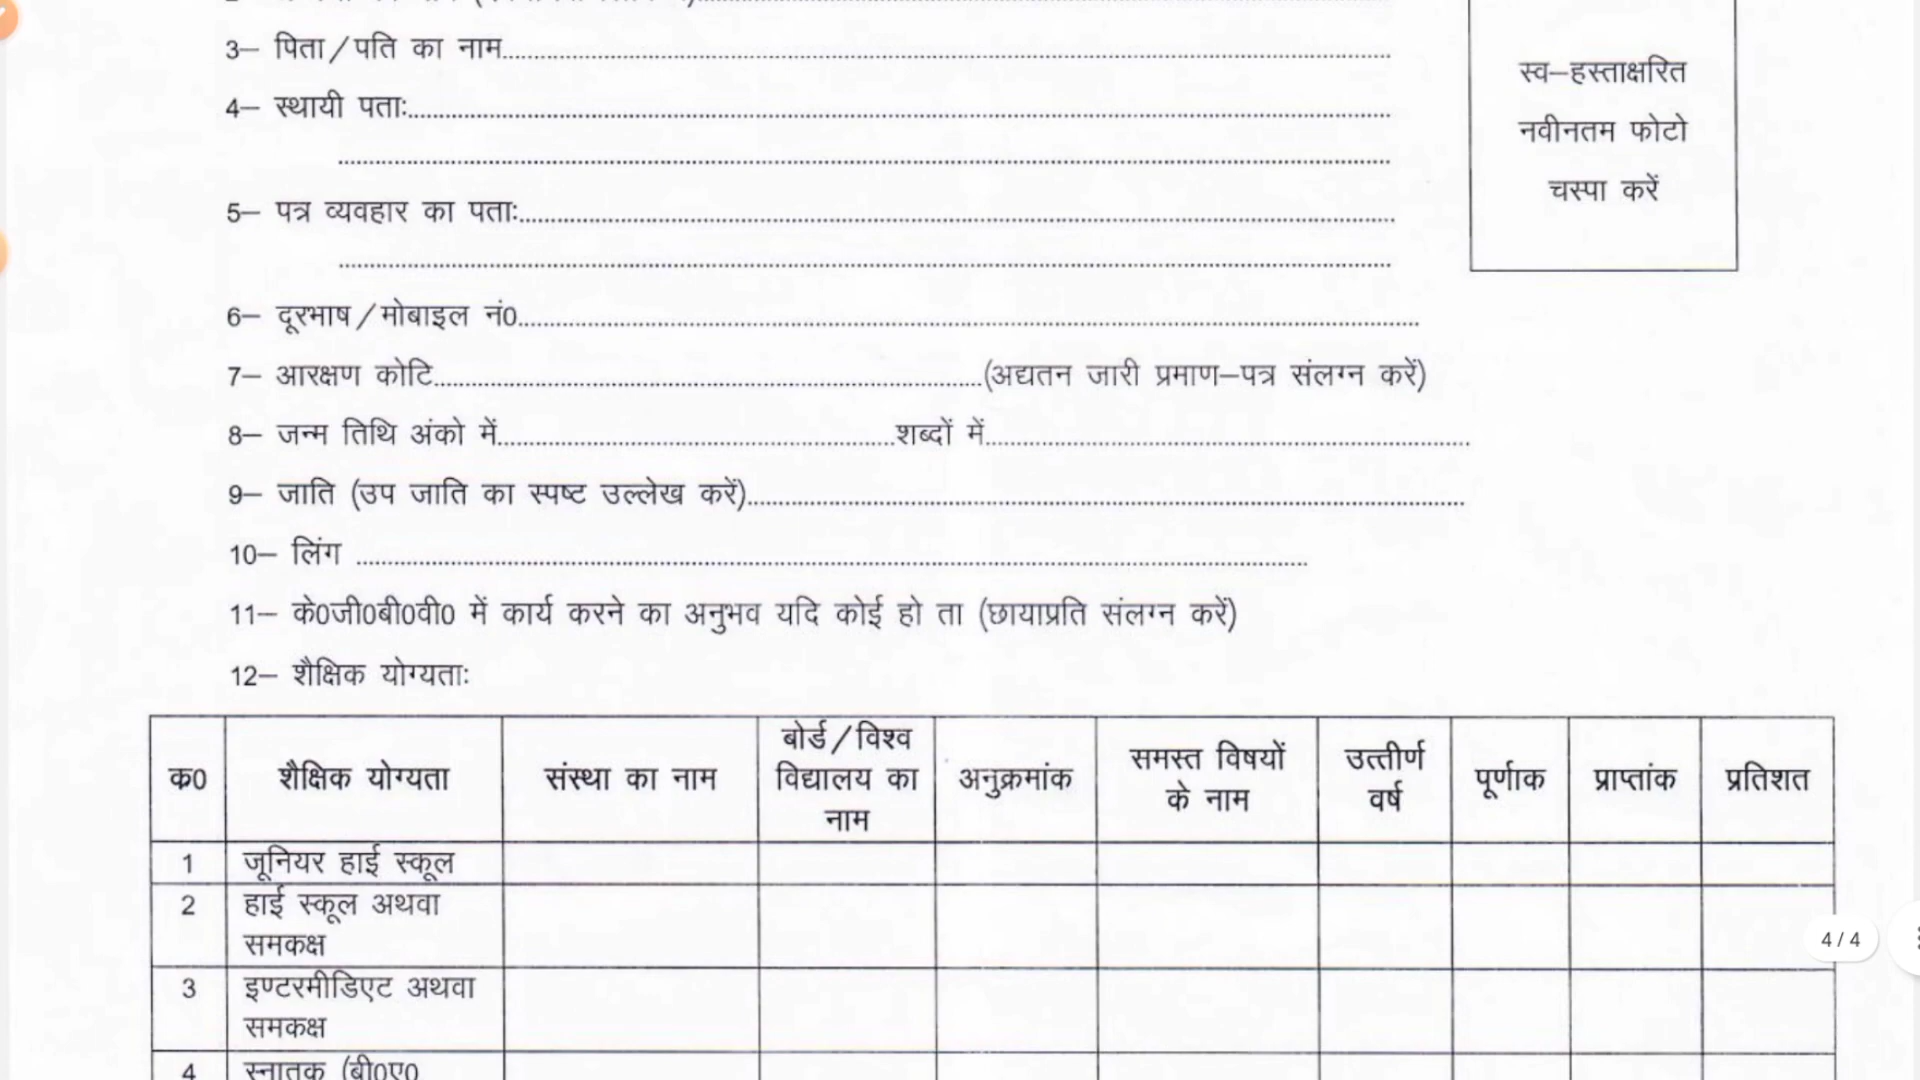 3– पिता/पति का नाम
स्व–हस्ताक्षरित
नवीनतम फोटो
चस्पा करें
4– स्थायी पताः
5– पत्र व्यवहार का पताः
6– दूरभाष/मोबाइल नं0
7– आरक्षण कोटि (अद्यतन जारी प्रमाण–पत्र संलग्न करें)
8– जन्म तिथि अंको में शब्दों में
9– जाति (उप जाति का स्पष्ट उल्लेख करें)
10– लिंग
11– के0जी0बी0वी0 में कार्य करने का अनुभव यदि कोई हो ता (छायाप्रति संलग्न करें)
12– शैक्षिक योग्यताः
क0
शैक्षिक योग्यता
संस्था का नाम
बोर्ड/विश्व
विद्यालय का
नाम
अनुक्रमांक
समस्त विषयों
के नाम
उत्तीर्ण
वर्ष
पूर्णाक
प्राप्तांक
प्रतिशत
1 जूनियर हाई स्कूल
2 हाई स्कूल अथवा
समकक्ष
3 इण्टरमीडिएट अथवा
समकक्ष
4 स्नातक (बी0ए0
4 / 4